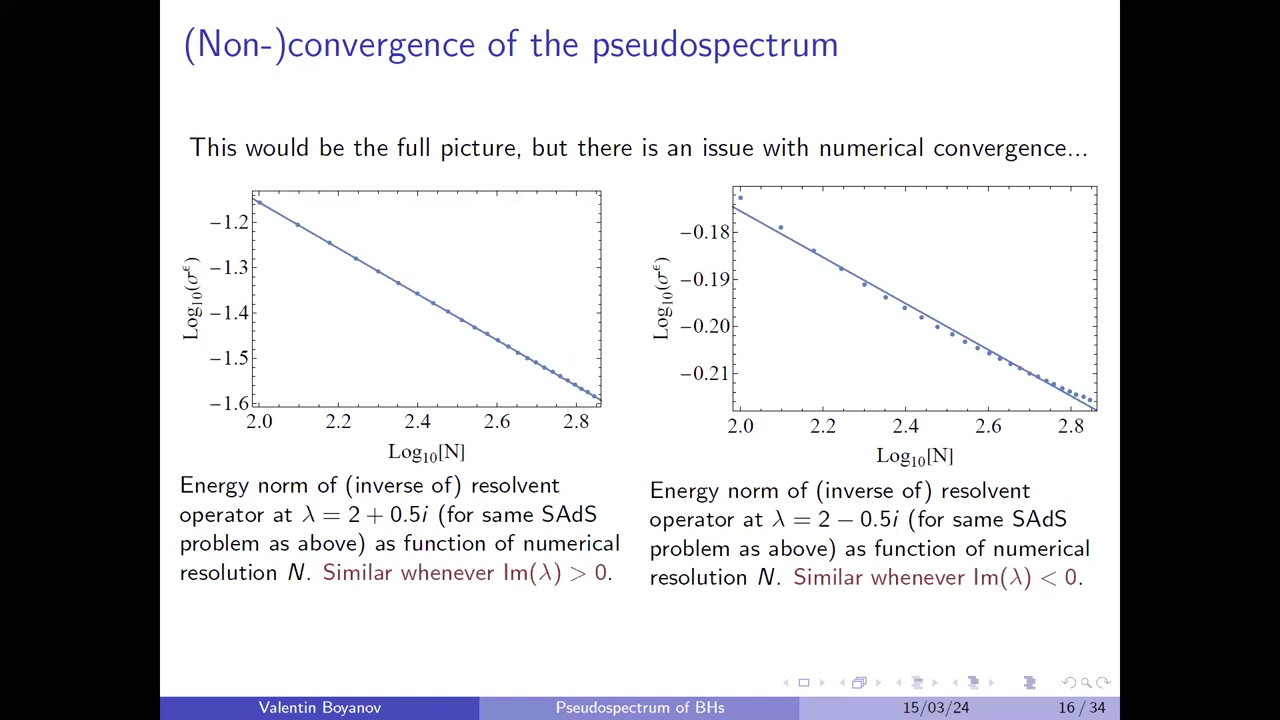 (Non-)convergence of the pseudospectrum
This would be the full picture, but there is an issue with numerical convergence...
−1.2
−1.3
−1.4
−1.5
−1.6
Log₁₀(σ^ϵ)
2.0 2.2 2.4 2.6 2.8
Log₁₀[N]
Energy norm of (inverse of) resolvent
operator at λ = 2 + 0.5i (for same SAdS
problem as above) as function of numerical
resolution N. Similar whenever Im(λ) > 0.
−0.18
−0.19
−0.20
−0.21
Log₁₀(σ^ϵ)
2.0 2.2 2.4 2.6 2.8
Log₁₀[N]
Energy norm of (inverse of) resolvent
operator at λ = 2 − 0.5i (for same SAdS
problem as above) as function of numerical
resolution N. Similar whenever Im(λ) < 0.
Valentin Boyanov Pseudospectrum of BHs 15/03/24 16 / 34